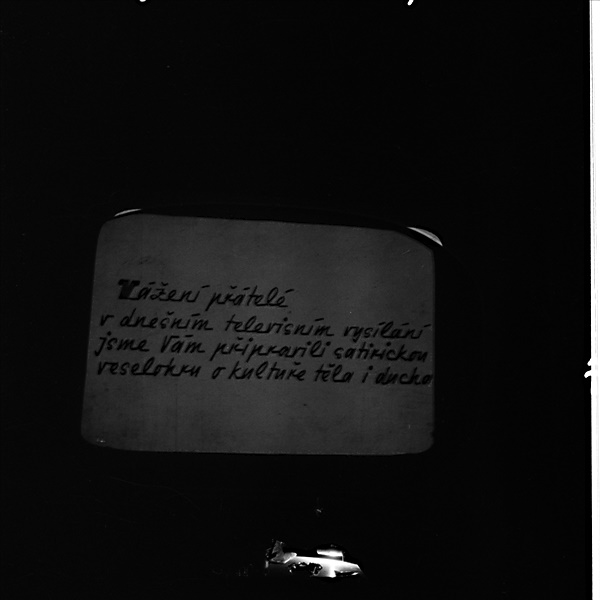 Vážení přátelé
v dnešním televisním vysílání
jsme Vám připravili satirickou
veselohru o kultuře těla i ducha